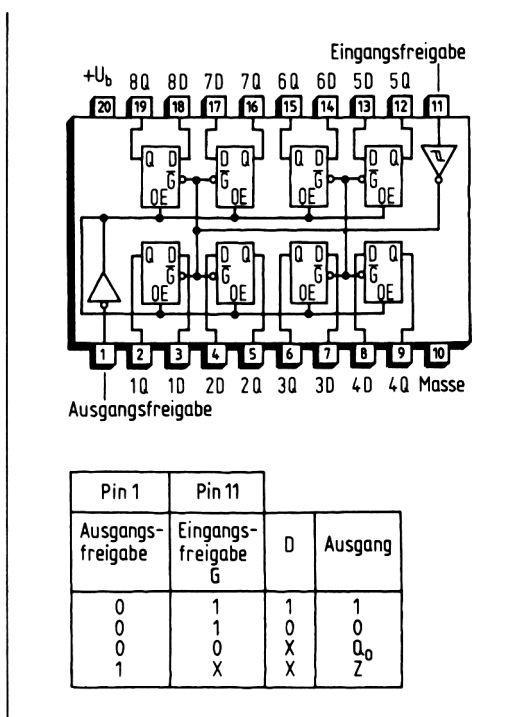 Eingangsfreigabe
+U_b 8Q 8D 7D 7Q 6Q 6D 5D 5Q
20 19 18 17 16 15 14 13 12 11
Q D D Q Q D D Q
G̅ G̅ G̅ G̅
OE OE OE OE
Q D D Q Q D D Q
G̅ G̅ G̅ G̅
OE OE OE OE
1 2 3 4 5 6 7 8 9 10
1Q 1D 2D 2Q 3Q 3D 4D 4Q Masse
Ausgangsfreigabe
Pin 1 Pin 11
Ausgangs- Eingangs-
freigabe freigabe D Ausgang
G
0 1 1 1
0 1 0 0
0 0 X Q₀
1 X X Z